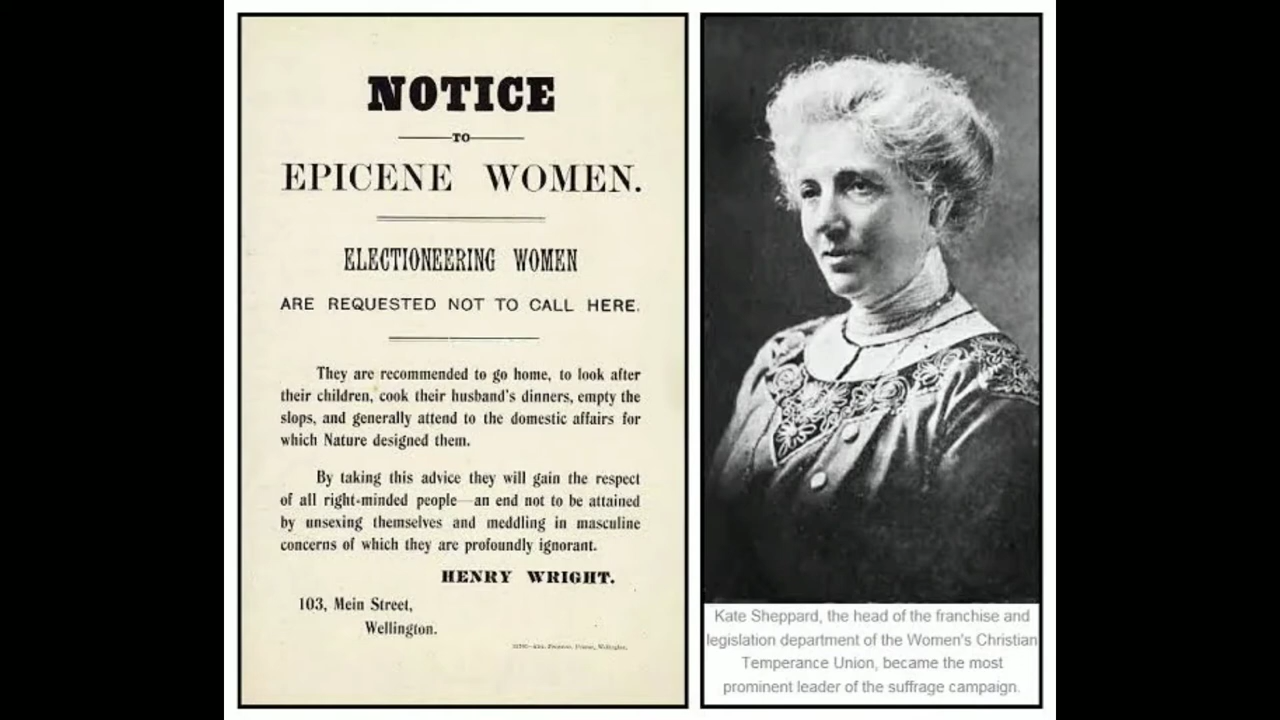 NOTICE
TO
EPICENE WOMEN.
ELECTIONEERING WOMEN
ARE REQUESTED NOT TO CALL HERE.
They are recommended to go home, to look after
their children, cook their husband's dinners, empty the
slops, and generally attend to the domestic affairs for
which Nature designed them.
By taking this advice they will gain the respect
of all right-minded people—an end not to be attained
by unsexing themselves and meddling in masculine
concerns of which they are profoundly ignorant.
HENRY WRIGHT.
103, Mein Street,
Wellington.
Wellington.
Kate Sheppard, the head of the franchise and
legislation department of the Women's Christian
Temperance Union, became the most
prominent leader of the suffrage campaign.